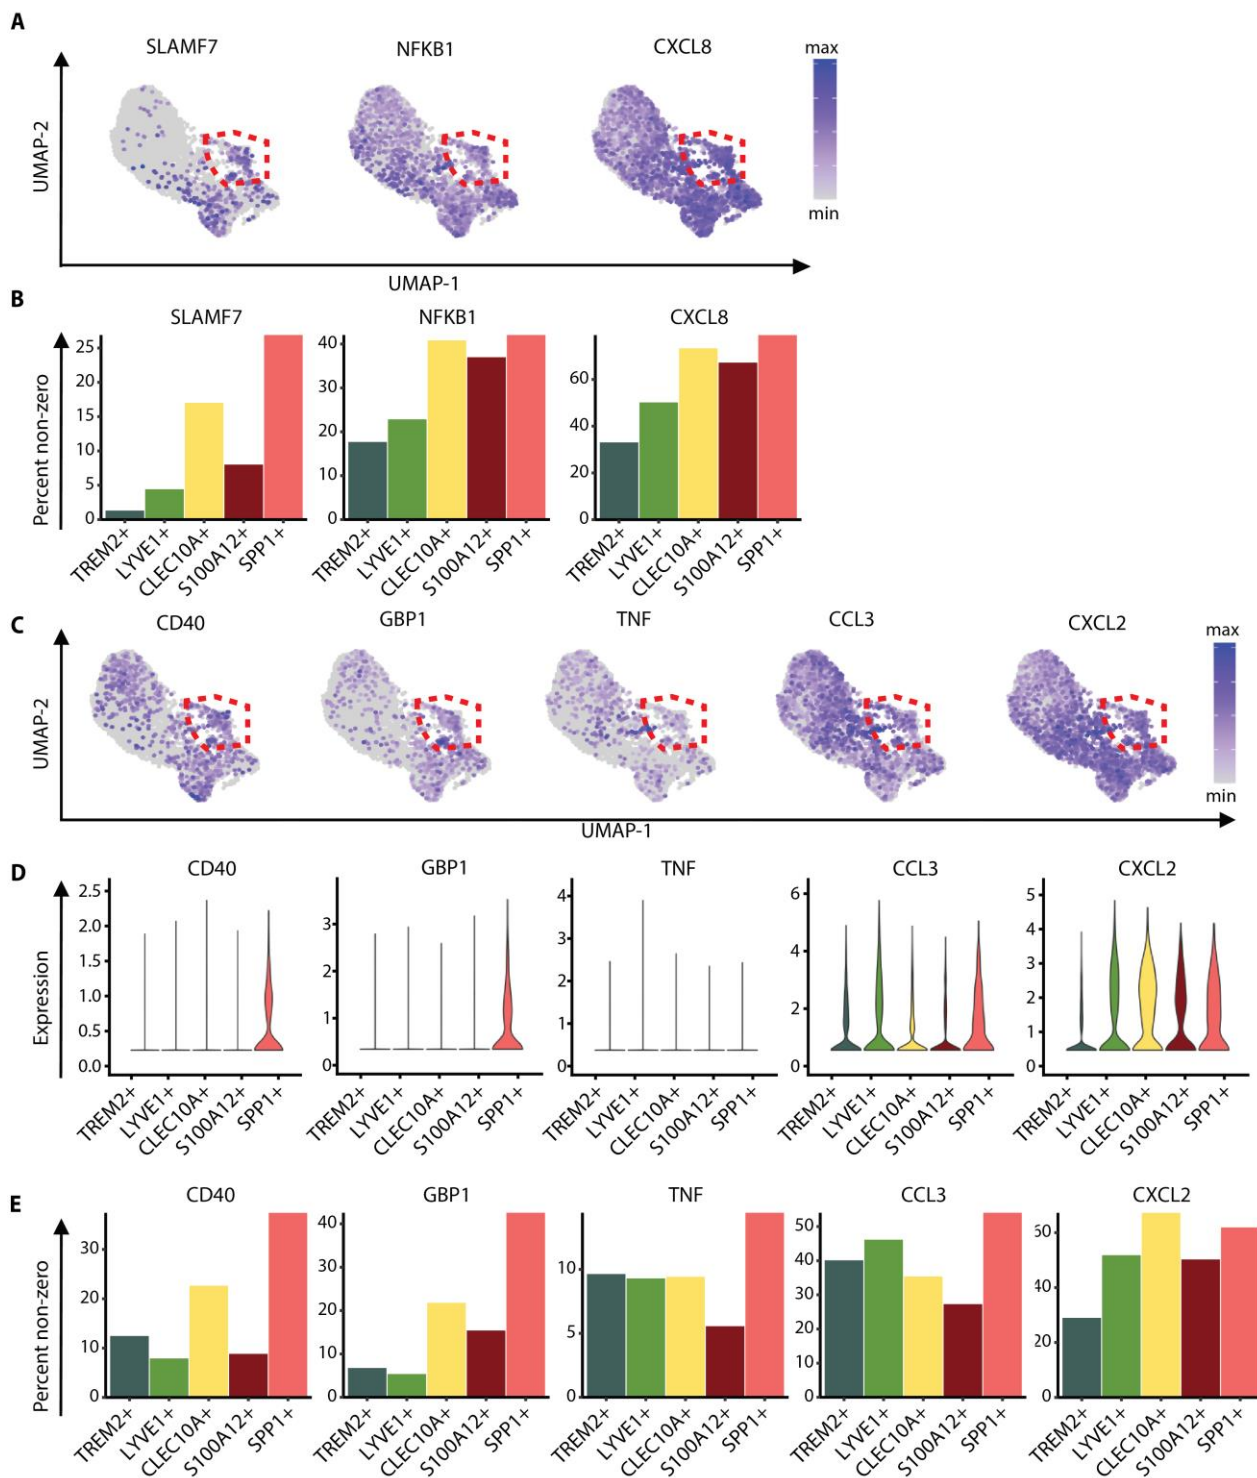 A
SLAMF7 NFKB1 CXCL8
max
min
UMAP-2
UMAP-1
B
SLAMF7 NFKB1 CXCL8
Percent non-zero
25
20
15
10
5
0
40
30
20
10
0
60
40
20
0
TREM2+ LYVE1+ CLEC10A+ S100A12+ SPP1+
TREM2+ LYVE1+ CLEC10A+ S100A12+ SPP1+
TREM2+ LYVE1+ CLEC10A+ S100A12+ SPP1+
C
CD40 GBP1 TNF CCL3 CXCL2
max
min
UMAP-2
UMAP-1
D
CD40 GBP1 TNF CCL3 CXCL2
Expression
2.5
2.0
1.5
1.0
0.5
0.0
3
2
1
0
4
3
2
1
0
6
4
2
0
5
4
3
2
1
0
TREM2+ LYVE1+ CLEC10A+ S100A12+ SPP1+
TREM2+ LYVE1+ CLEC10A+ S100A12+ SPP1+
TREM2+ LYVE1+ CLEC10A+ S100A12+ SPP1+
TREM2+ LYVE1+ CLEC10A+ S100A12+ SPP1+
TREM2+ LYVE1+ CLEC10A+ S100A12+ SPP1+
E
CD40 GBP1 TNF CCL3 CXCL2
Percent non-zero
30
20
10
0
40
30
20
10
0
10
5
0
50
40
30
20
10
0
60
40
20
0
TREM2+ LYVE1+ CLEC10A+ S100A12+ SPP1+
TREM2+ LYVE1+ CLEC10A+ S100A12+ SPP1+
TREM2+ LYVE1+ CLEC10A+ S100A12+ SPP1+
TREM2+ LYVE1+ CLEC10A+ S100A12+ SPP1+
TREM2+ LYVE1+ CLEC10A+ S100A12+ SPP1+